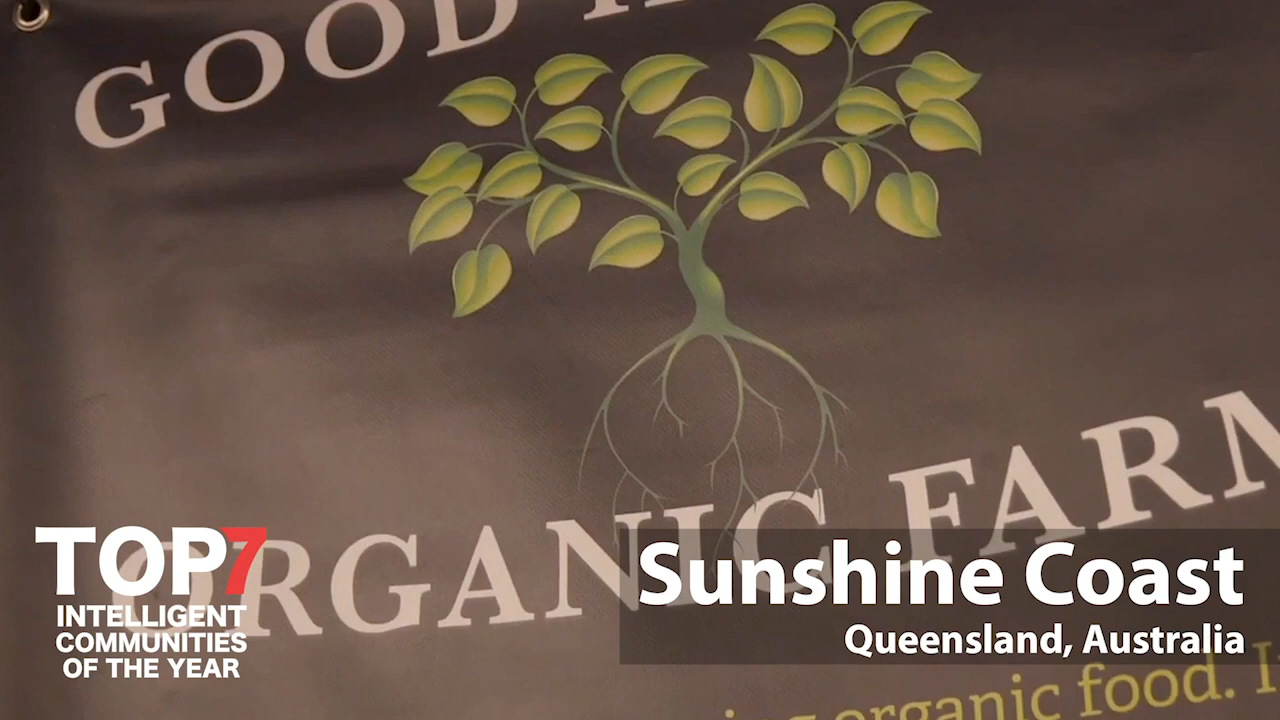 GOOD
ORGANIC FARM
organic food.
TOP7
INTELLIGENT
COMMUNITIES
OF THE YEAR
Sunshine Coast
Queensland, Australia